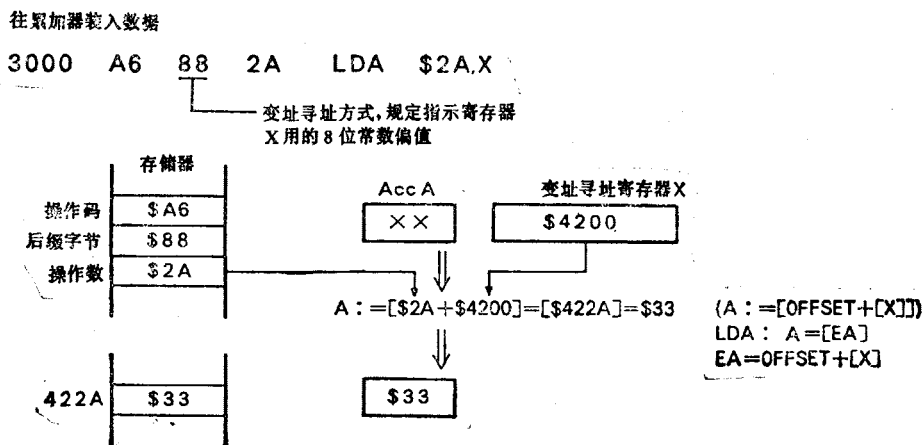 往累加器装入数据
3000 A6 88 2A LDA $2A,X
变址寻址方式,规定指示寄存器
X用的8位常数偏值
存储器
Acc A 变址寻址寄存器X
操作码 $A6 ×× $4200
后缀字节 $88
操作数 $2A
A:=[$2A+$4200]=[$422A]=$33 (A:=[OFFSET+[X]])
LDA: A=[EA]
EA=OFFSET+[X]
422A $33 $33